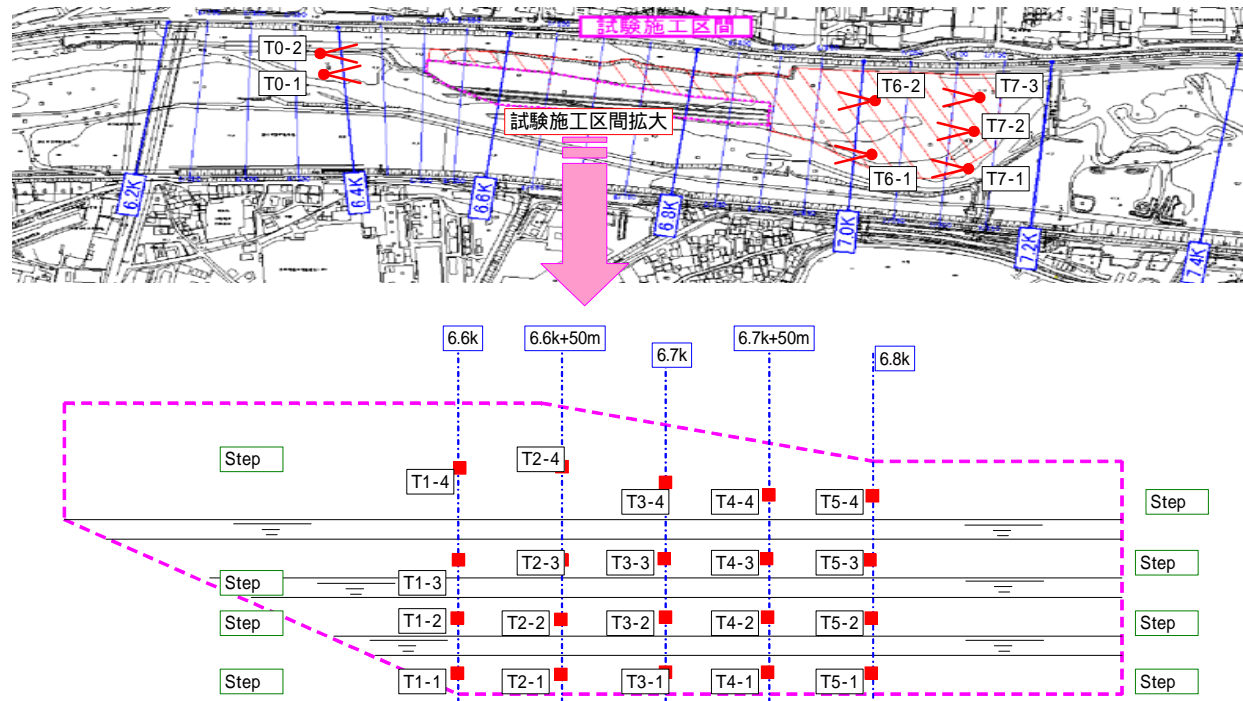 試験施工区間
T0-2
T0-1
T6-2
T7-3
T7-2
T6-1
T7-1
試験施工区間拡大
6.2K
6.4K
6.6K
6.8K
7.0K
7.2K
7.4K
6.6k
6.6k+50m
6.7k
6.7k+50m
6.8k
Step
T1-4
T2-4
T3-4
T4-4
T5-4
Step
T2-3
T3-3
T4-3
T5-3
Step
Step
T1-3
Step
T1-2
T2-2
T3-2
T4-2
T5-2
Step
Step
T1-1
T2-1
T3-1
T4-1
T5-1
Step